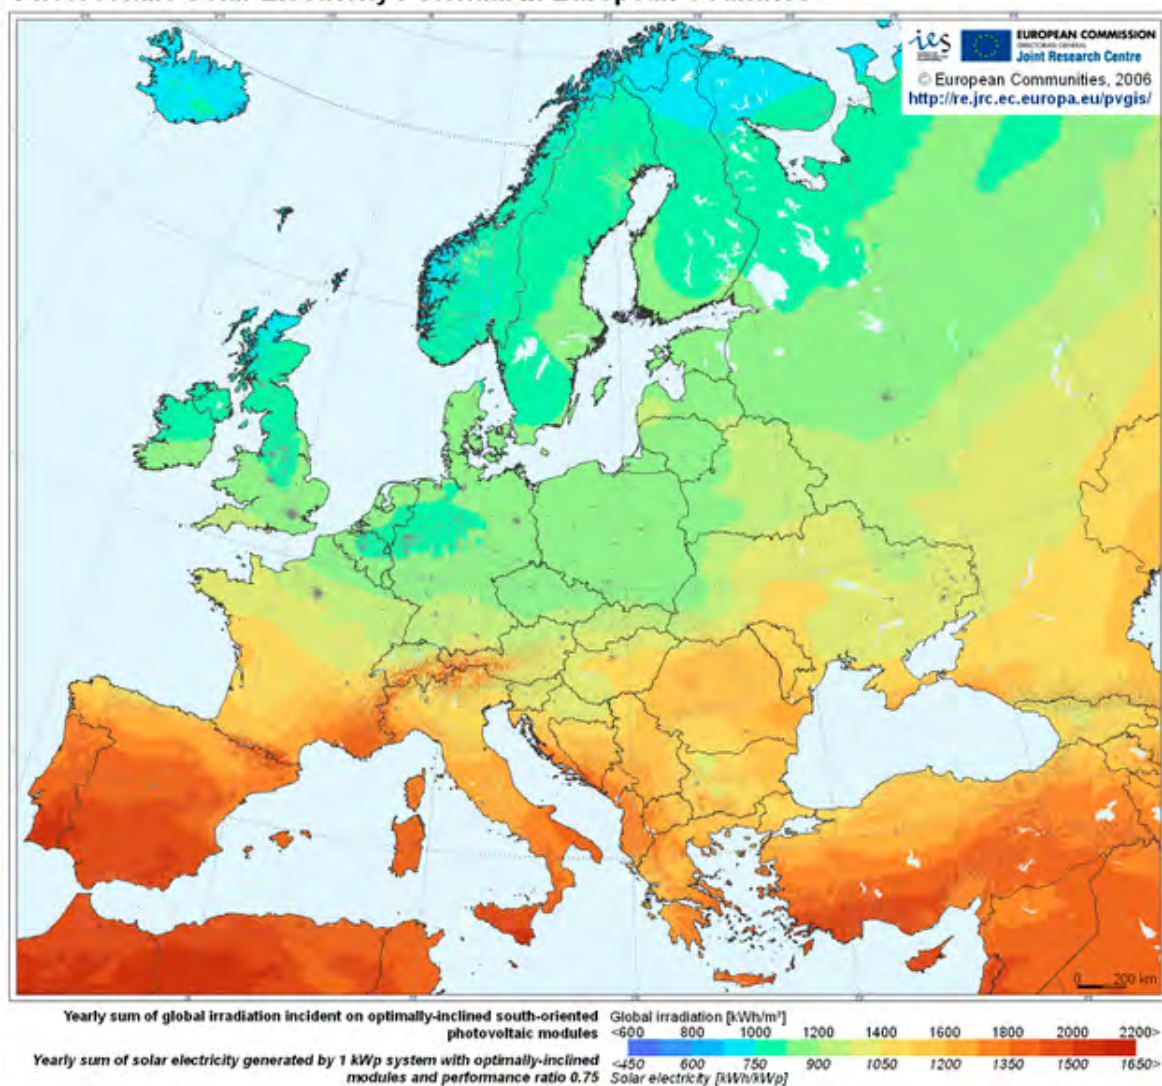 ies
EUROPEAN COMMISSION
DIRECTORATE-GENERAL
Joint Research Centre
© European Communities, 2006
http://re.jrc.ec.europa.eu/pvgis/
0 200 km
Yearly sum of global irradiation incident on optimally-inclined south-oriented
photovoltaic modules
Global irradiation [kWh/m²]
<600 800 1000 1200 1400 1600 1800 2000 2200>
Yearly sum of solar electricity generated by 1 kWp system with optimally-inclined
modules and performance ratio 0.75
<450 600 750 900 1050 1200 1350 1500 1650>
Solar electricity [kWh/kWp]